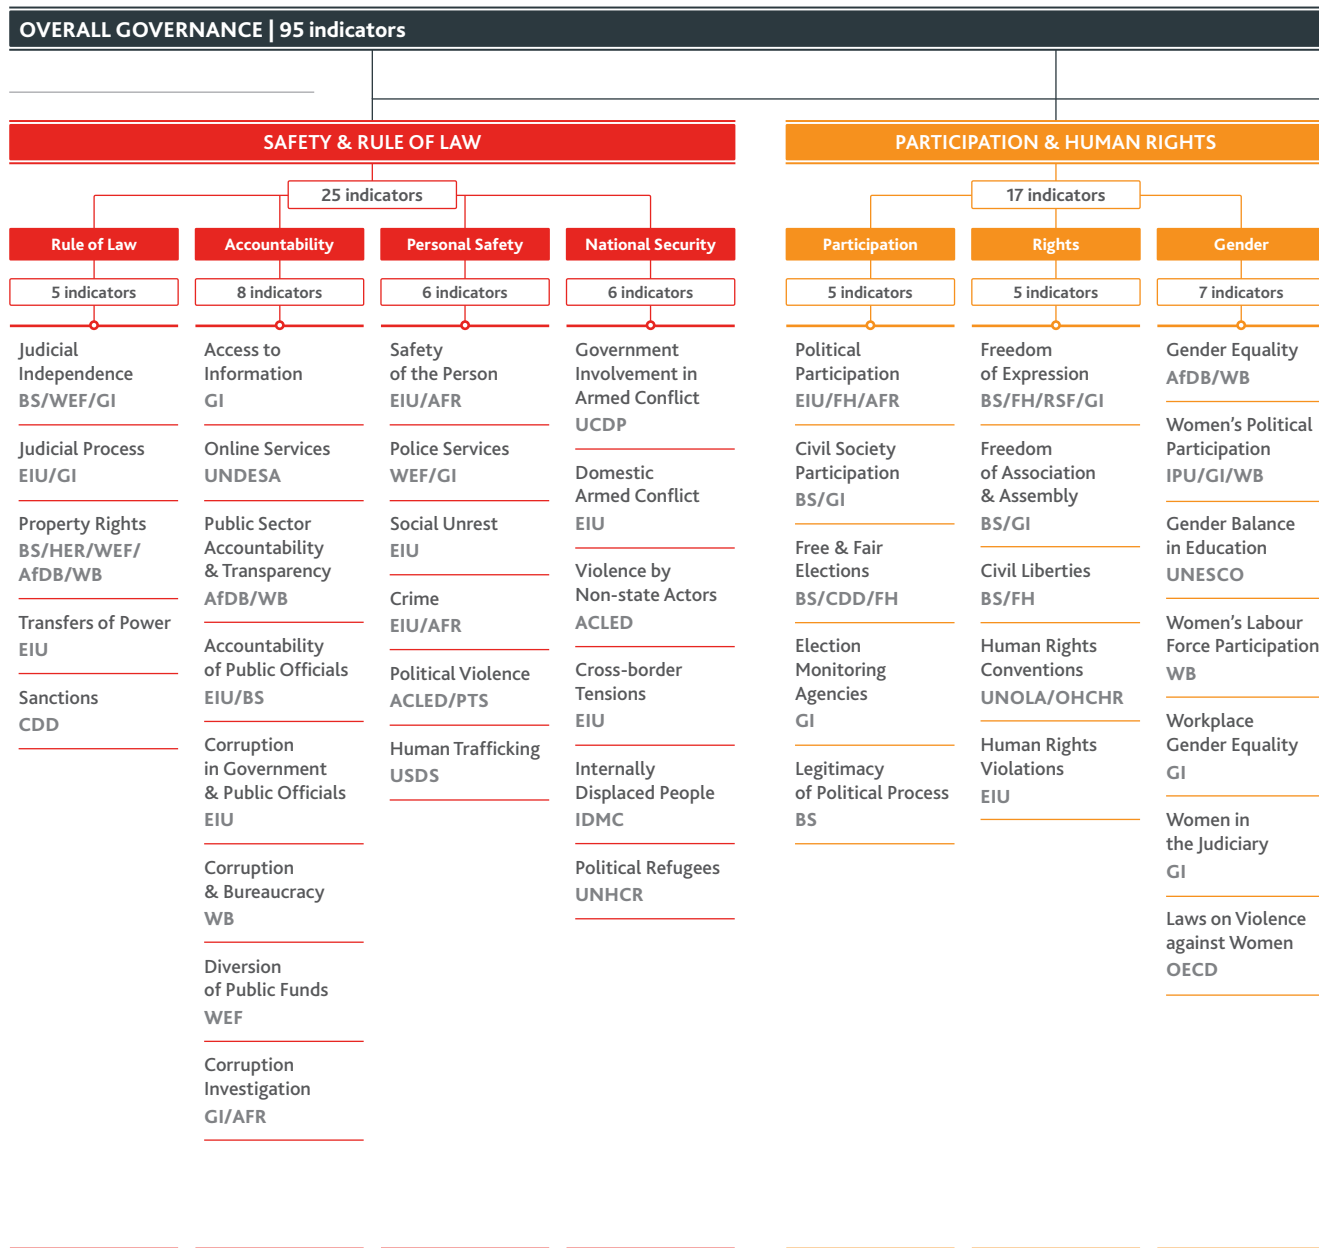 OVERALL GOVERNANCE | 95 indicators
SAFETY & RULE OF LAW
25 indicators
Rule of Law
5 indicators
Judicial
Independence
BS/WEF/GI
Judicial Process
EIU/GI
Property Rights
BS/HER/WEF/
AfDB/WB
Transfers of Power
EIU
Sanctions
CDD
Accountability
8 indicators
Access to
Information
GI
Online Services
UNDESA
Public Sector
Accountability
& Transparency
AfDB/WB
Accountability
of Public Officials
EIU/BS
Corruption
in Government
& Public Officials
EIU
Corruption
& Bureaucracy
WB
Diversion
of Public Funds
WEF
Corruption
Investigation
GI/AFR
Personal Safety
6 indicators
Safety
of the Person
EIU/AFR
Police Services
WEF/GI
Social Unrest
EIU
Crime
EIU/AFR
Political Violence
ACLED/PTS
Human Trafficking
USDS
National Security
6 indicators
Government
Involvement in
Armed Conflict
UCDP
Domestic
Armed Conflict
EIU
Violence by
Non-state Actors
ACLED
Cross-border
Tensions
EIU
Internally
Displaced People
IDMC
Political Refugees
UNHCR
PARTICIPATION & HUMAN RIGHTS
17 indicators
Participation
5 indicators
Political
Participation
EIU/FH/AFR
Civil Society
Participation
BS/GI
Free & Fair
Elections
BS/CDD/FH
Election
Monitoring
Agencies
GI
Legitimacy
of Political Process
BS
Rights
5 indicators
Freedom
of Expression
BS/FH/RSF/GI
Freedom
of Association
& Assembly
BS/GI
Civil Liberties
BS/FH
Human Rights
Conventions
UNOLA/OHCHR
Human Rights
Violations
EIU
Gender
7 indicators
Gender Equality
AfDB/WB
Women's Political
Participation
IPU/GI/WB
Gender Balance
in Education
UNESCO
Women's Labour
Force Participation
WB
Workplace
Gender Equality
GI
Women in
the Judiciary
GI
Laws on Violence
against Women
OECD